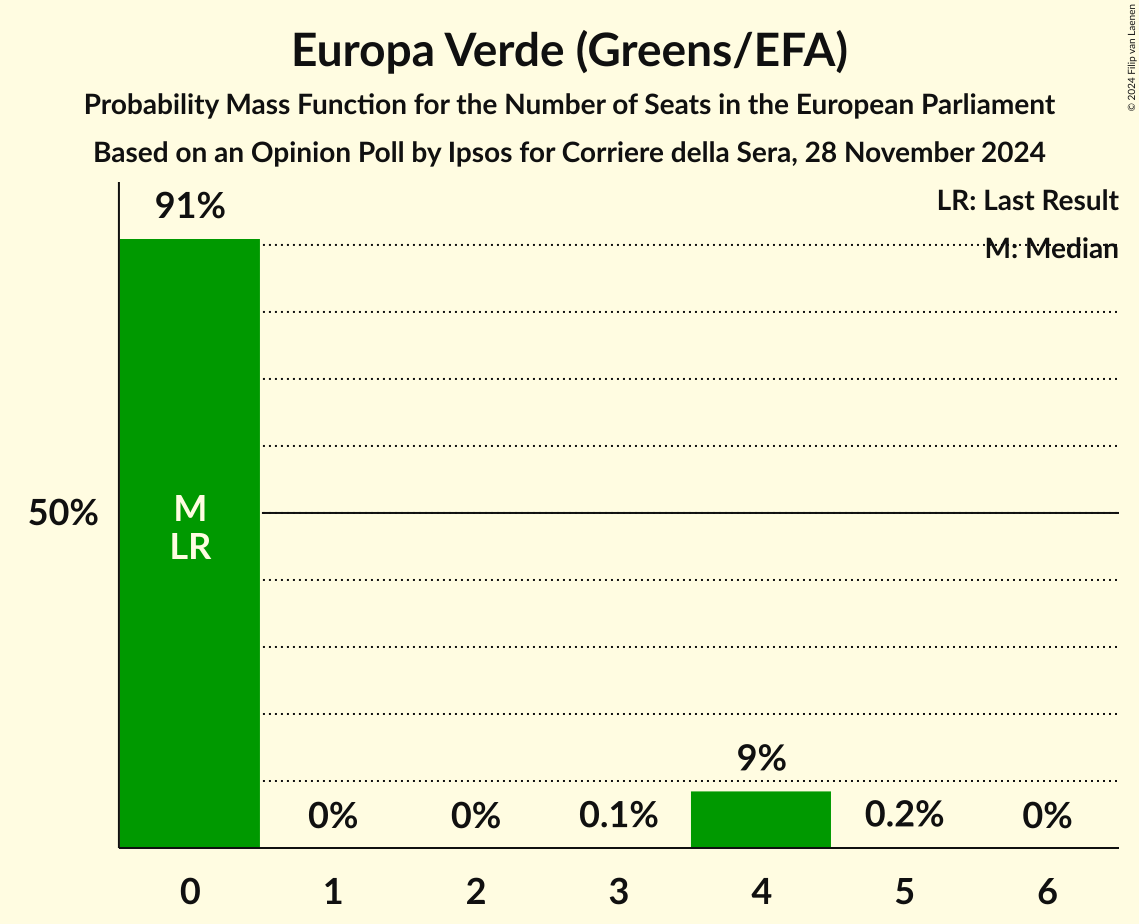 Europa Verde (Greens/EFA)
Probability Mass Function for the Number of Seats in the European Parliament
Based on an Opinion Poll by Ipsos for Corriere della Sera, 28 November 2024
© 2024 Filip van Laenen
LR: Last Result
M: Median
91%
50%
M
LR
0%
0%
0.1%
9%
0.2%
0%
0
1
2
3
4
5
6